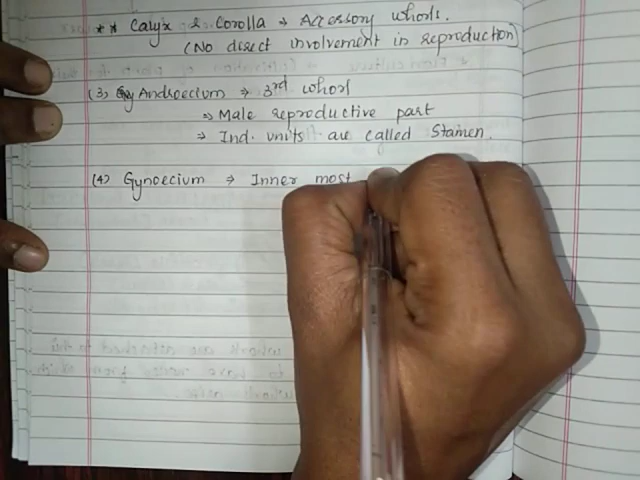 ** Calyx & Corolla → Accessory whorls.
(No direct involvement in reproduction)
(3) Androecium → 3rd whorl
→ Male reproductive part
→ Ind. units are called Stamen.
(4) Gynoecium → Inner most